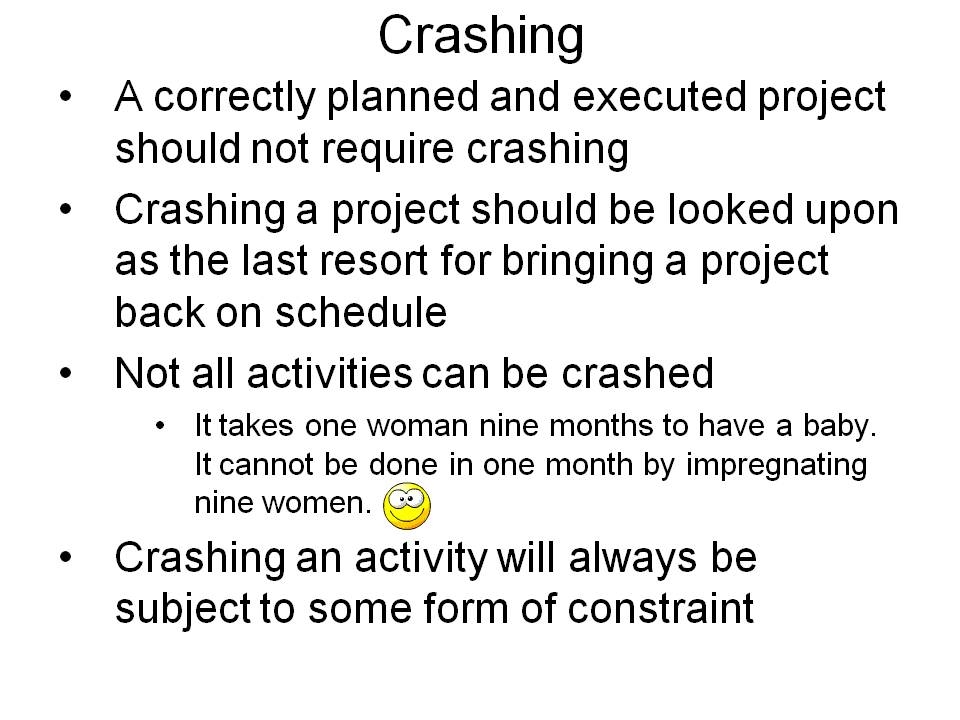 Crashing
• A correctly planned and executed project
should not require crashing
• Crashing a project should be looked upon
as the last resort for bringing a project
back on schedule
• Not all activities can be crashed
• It takes one woman nine months to have a baby.
It cannot be done in one month by impregnating
nine women.
• Crashing an activity will always be
subject to some form of constraint